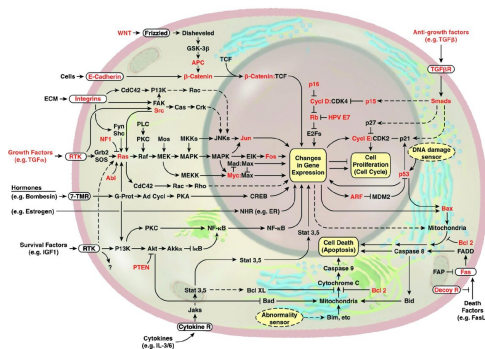 WNT
Frizzled
Disheveled
GSK-3β
APC
β-Catenin
TCF
β-Catenin:TCF
Cells
E-Cadherin
ECM
Integrins
CdC42
P13K
Rac
FAK
Src
Cas
Crk
Fyn
Shc
PLC
NF1
PKC
Mos
MKKs
JNKs
Jun
Growth Factors
(e.g. TGFα)
RTK
Grb2
SOS
Ras
Raf
MEK
MAPK
MAPK
ElK
Fos
Mad:Max
MEKK
Myc:Max
Abl
CdC42
Rac
Rho
Hormones
(e.g. Bombesin)
7-TMR
G-Prot
Ad Cycl
PKA
CREB
(e.g. Estrogen)
NHR (e.g. ER)
PKC
NF-κB
NF-κB
Survival Factors
(e.g. IGF1)
RTK
P13K
Akt
Akkα
IκB
PTEN
?
Stat 3,5
Stat 3,5
Stat 3,5
Bcl XL
Jaks
Cytokine R
Cytokines
(e.g. IL-3/6)
Anti-growth factors
(e.g. TGFβ)
TGFβR
p16
Cycl D:CDK4
p15
Smads
Rb
HPV E7
E2Fs
p27
Cycl E:CDK2
p21
DNA damage
sensor
Changes
in Gene
Expression
Cell
Proliferation
(Cell Cycle)
p53
ARF
MDM2
Bax
Mitochondria
Bcl 2
Cell Death
(Apoptosis)
Caspase 8
FADD
Caspase 9
FAP
Fas
Cytochrome C
Bcl 2
Decoy R
Bad
Mitochondria
Bid
Death
Factors
(e.g. FasL)
Abnormality
sensor
Bim, etc